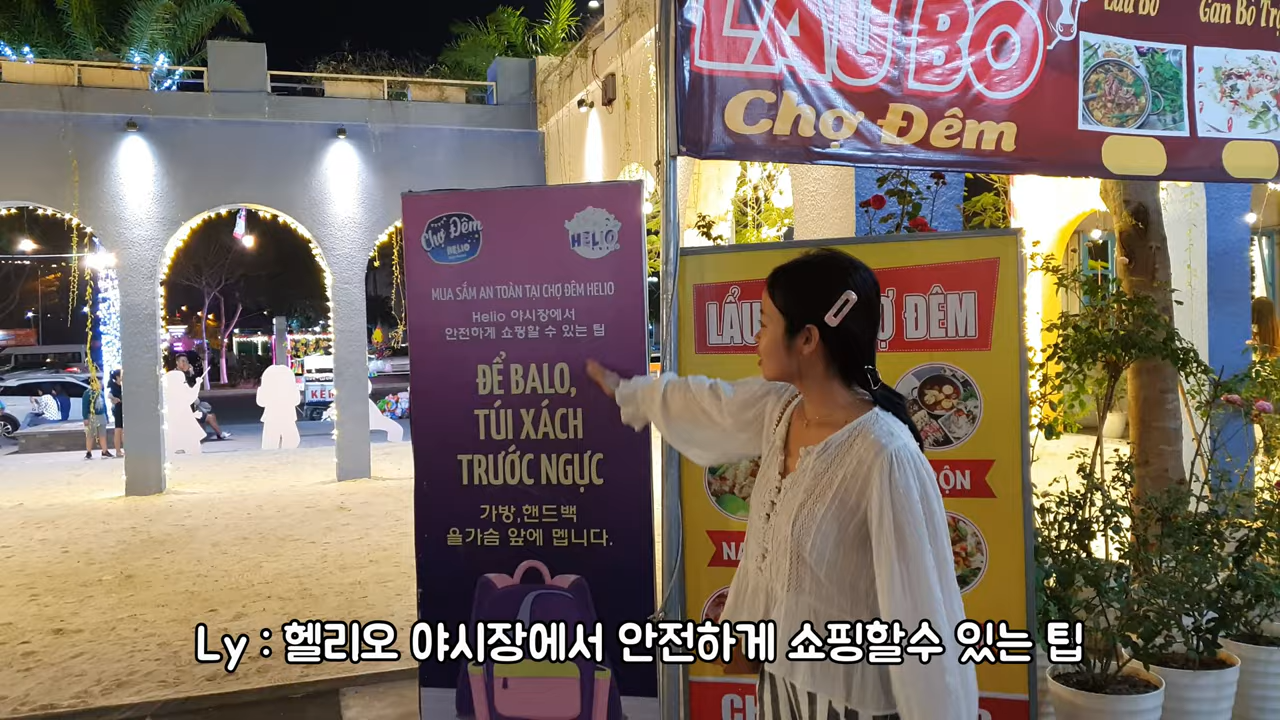 LẨU BÒ
Chợ Đêm
Lẩu Bò
Gân Bò
Chợ Đêm
HELIO
HELIO
MUA SẮM AN TOÀN TẠI CHỢ ĐÊM HELIO
Helio 야시장에서
안전하게 쇼핑할 수 있는 팁
ĐỂ BALO,
TÚI XÁCH
TRƯỚC NGỰC
가방,핸드백
을가슴 앞에 멥니다.
LẨU
ĐÊM
Ly : 헬리오 야시장에서 안전하게 쇼핑할수 있는 팁